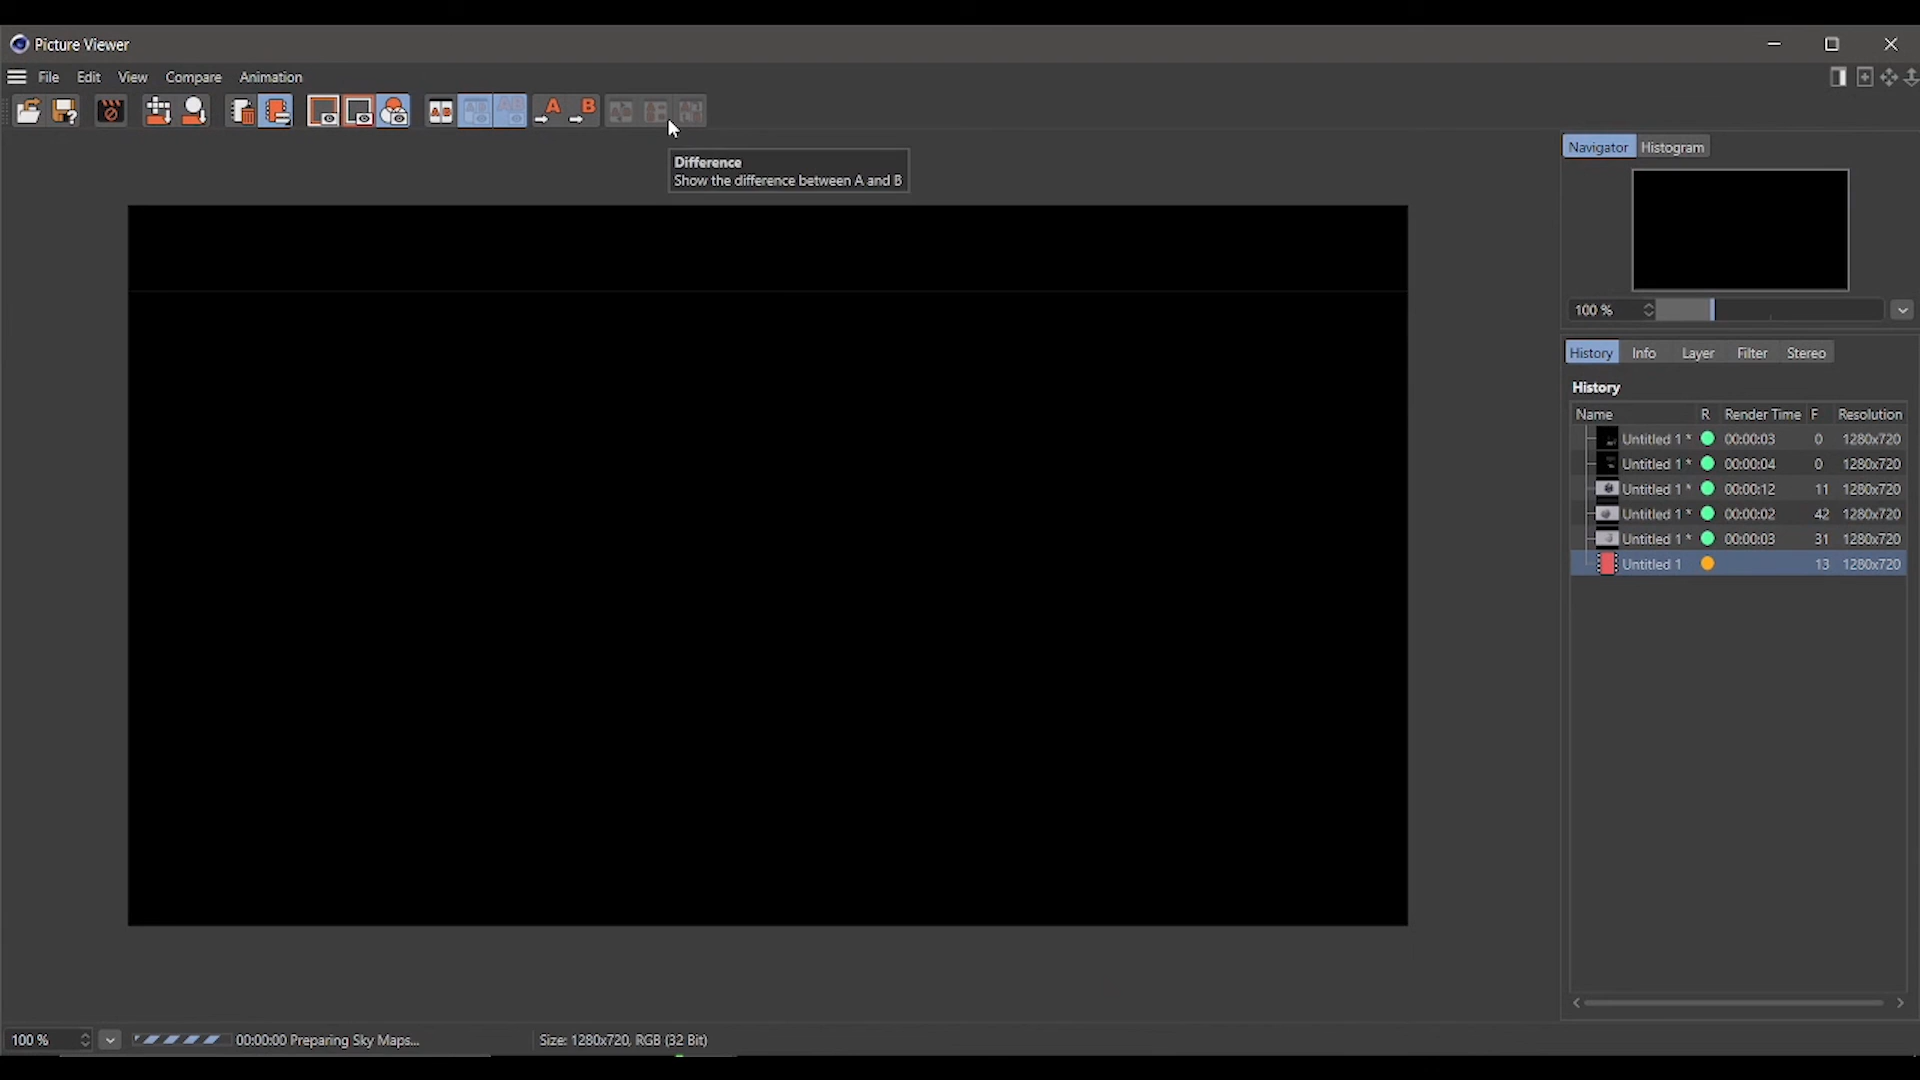 Picture Viewer
File Edit View Compare Animation
A B
Difference
Show the difference between A and B
Navigator Histogram
100 %
History Info Layer Filter Stereo
History
Name R Render Time F Resolution
Untitled 1 * 00:00:03 0 1280x720
Untitled 1 * 00:00:04 0 1280x720
Untitled 1 * 00:00:12 11 1280x720
Untitled 1 * 00:00:02 42 1280x720
Untitled 1 * 00:00:03 31 1280x720
Untitled 1 13 1280x720
100 % 00:00:00 Preparing Sky Maps... Size: 1280x720, RGB (32 Bit)